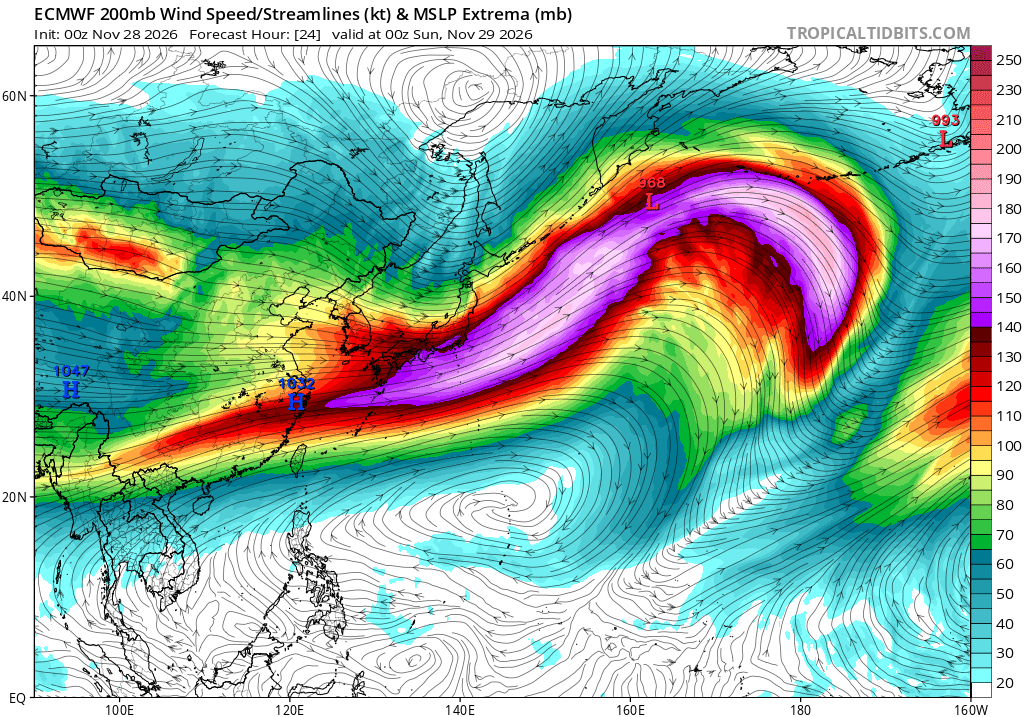 ECMWF 200mb Wind Speed/Streamlines (kt) & MSLP Extrema (mb)
Init: 00z Nov 28 2026 Forecast Hour: [24] valid at 00z Sun, Nov 29 2026
TROPICALTIDBITS.COM
60N
40N
20N
EQ
993
L
968
L
1047
H
1032
H
100E
120E
140E
160E
180
160W
250
230
210
200
190
180
170
160
150
140
130
120
110
100
90
80
70
60
50
40
30
20